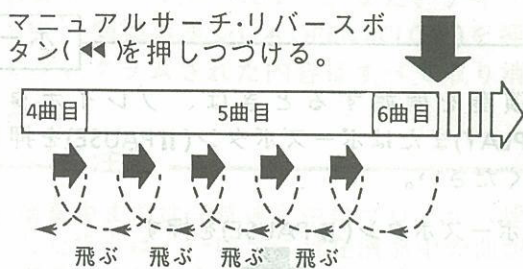 マニュアルサーチ・リバースボ
タン(◀◀)を押しつづける。
4曲目 5曲目 6曲目
飛ぶ 飛ぶ 飛ぶ 飛ぶ